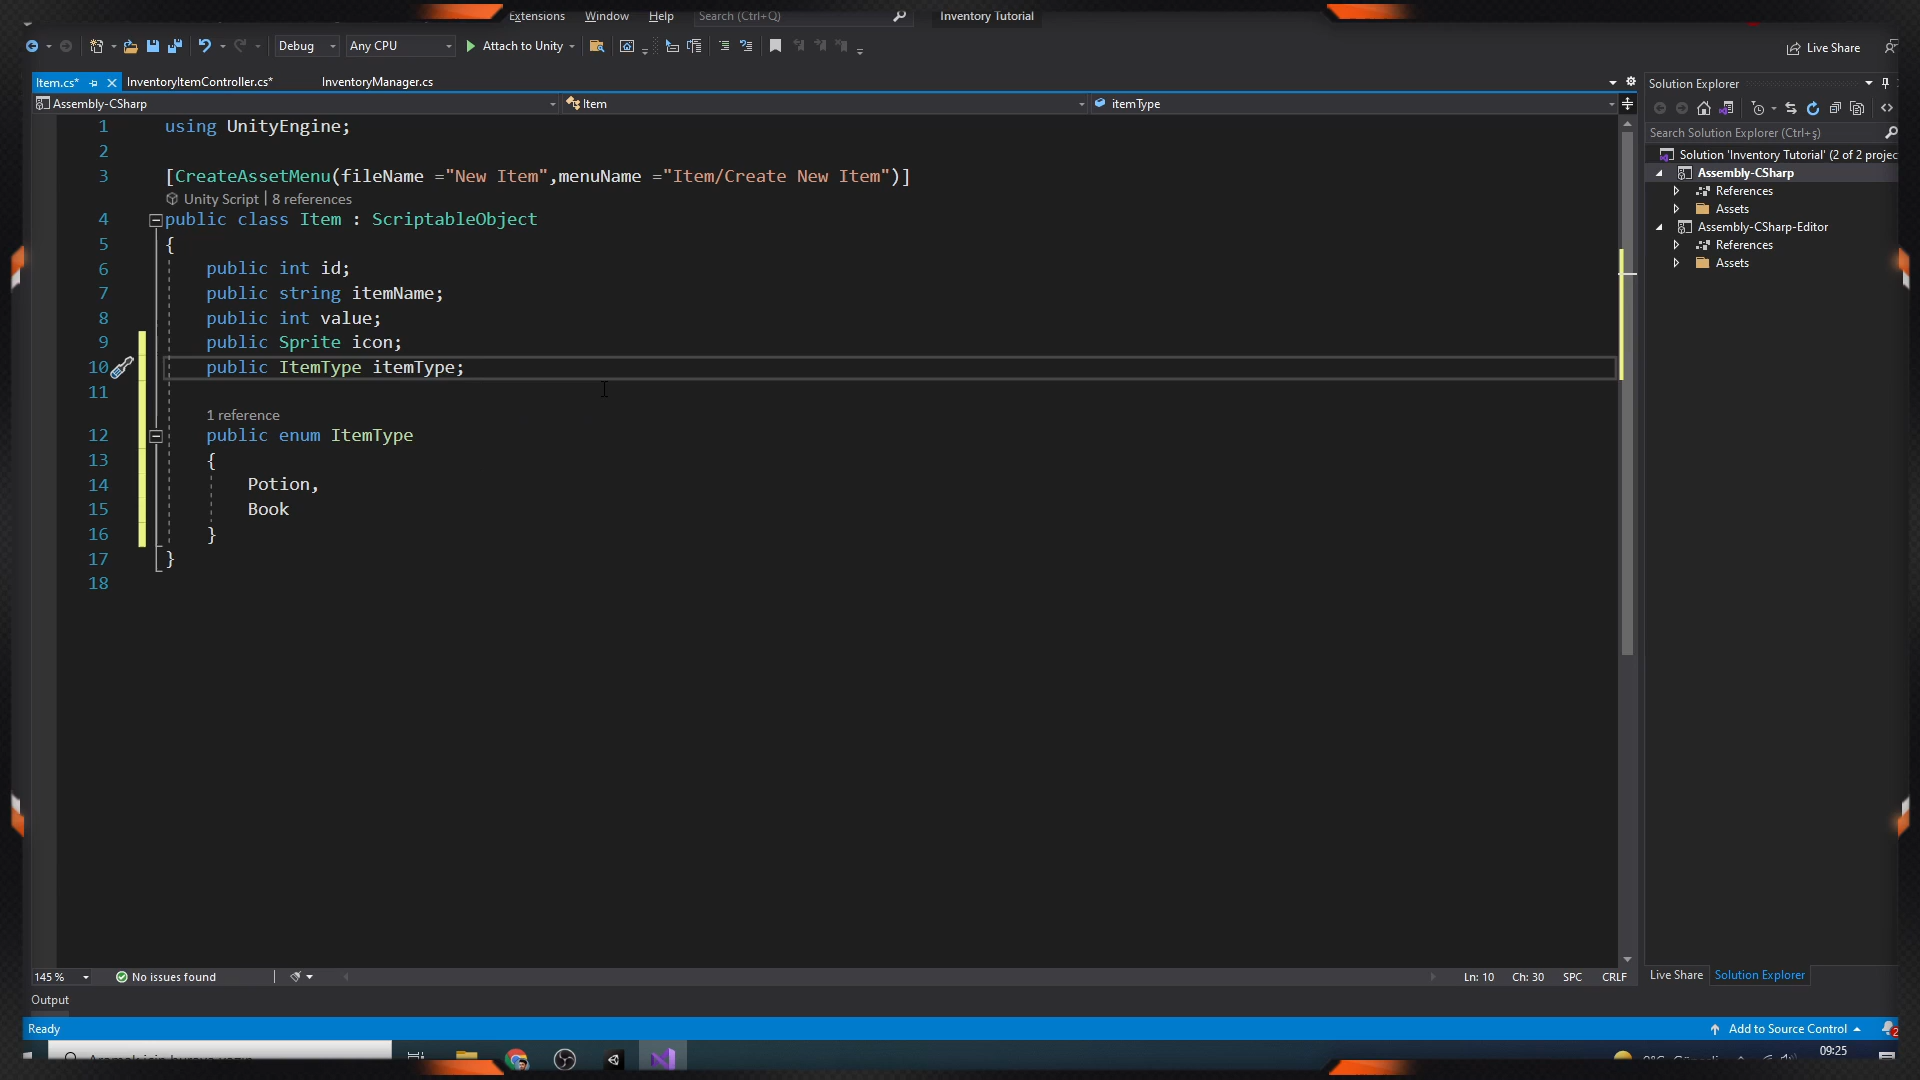 Extensions Window Help Search (Ctrl+Q) Inventory Tutorial
Debug Any CPU Attach to Unity Live Share
Item.cs* InventoryItemController.cs* InventoryManager.cs Solution Explorer
Assembly-CSharp Item itemType
Search Solution Explorer (Ctrl+ş)
Solution 'Inventory Tutorial' (2 of 2 projec
Assembly-CSharp
References
Assets
Assembly-CSharp-Editor
References
Assets
1 using UnityEngine;
2
3 [CreateAssetMenu(fileName ="New Item",menuName ="Item/Create New Item")]
Unity Script | 8 references
4 public class Item : ScriptableObject
5 {
6 public int id;
7 public string itemName;
8 public int value;
9 public Sprite icon;
10 public ItemType itemType;
11
1 reference
12 public enum ItemType
13 {
14 Potion,
15 Book
16 }
17 }
18
145 % No issues found Ln: 10 Ch: 30 SPC CRLF
Live Share Solution Explorer
Output
Ready Add to Source Control 2
09:25